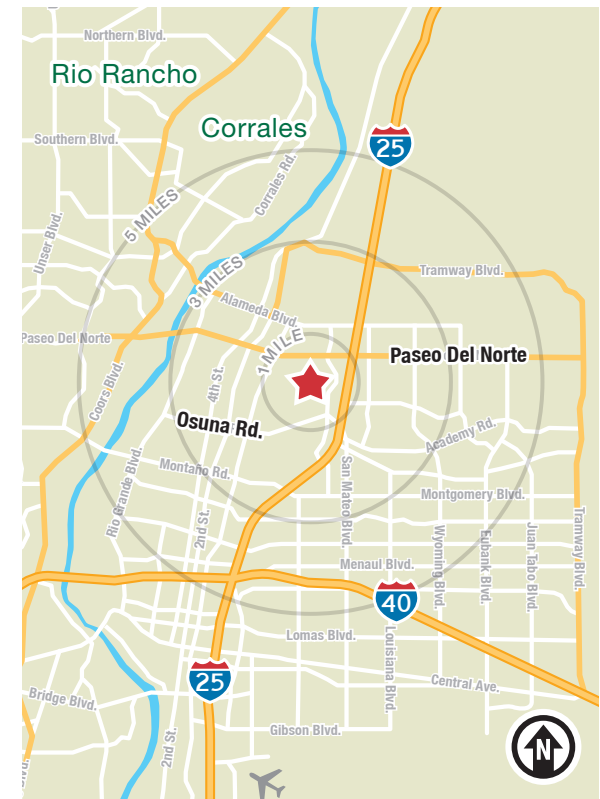 Northern Blvd.
Rio Rancho
Corrales
Southern Blvd.
25
Corrales Rd.
5 MILES
Unser Blvd.
3 MILES
Tramway Blvd.
Alameda Blvd.
Paseo Del Norte
1 MILE
Paseo Del Norte
Coors Blvd.
4th St.
Osuna Rd.
Academy Rd.
Montaño Rd.
Rio Grande Blvd.
San Mateo Blvd.
Montgomery Blvd.
2nd St.
Wyoming Blvd.
Eubank Blvd.
Juan Tabo Blvd.
Tramway Blvd.
Menaul Blvd.
40
Lomas Blvd.
Louisiana Blvd.
25
Central Ave.
Bridge Blvd.
2nd St.
Gibson Blvd.
N